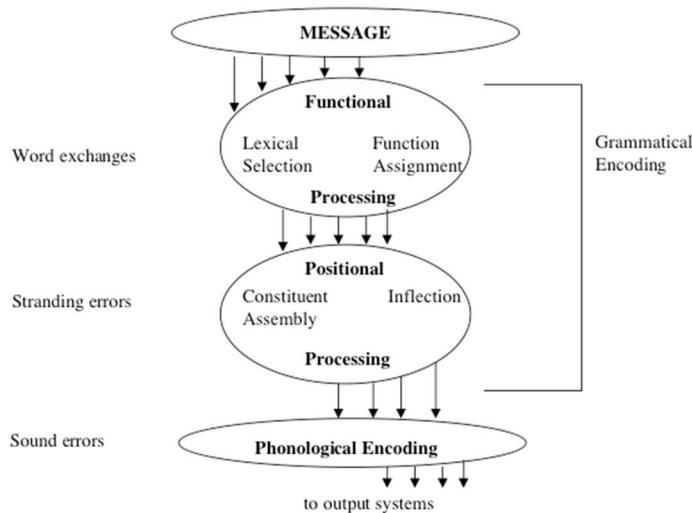 MESSAGE
Functional
Lexical
Selection
Function
Assignment
Processing
Word exchanges
Grammatical
Encoding
Positional
Constituent
Assembly
Inflection
Processing
Stranding errors
Sound errors
Phonological Encoding
to output systems